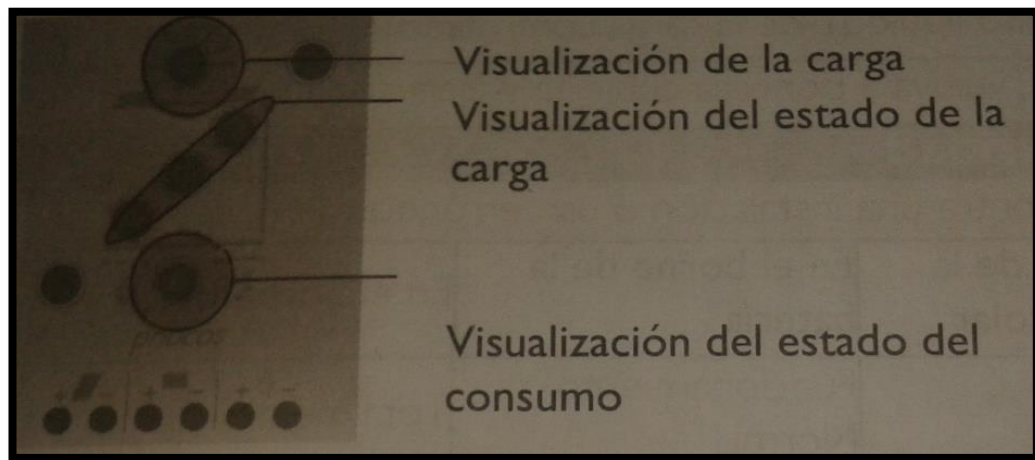 Visualización de la carga
Visualización del estado de la
carga
Visualización del estado del
consumo
+ - + - + -